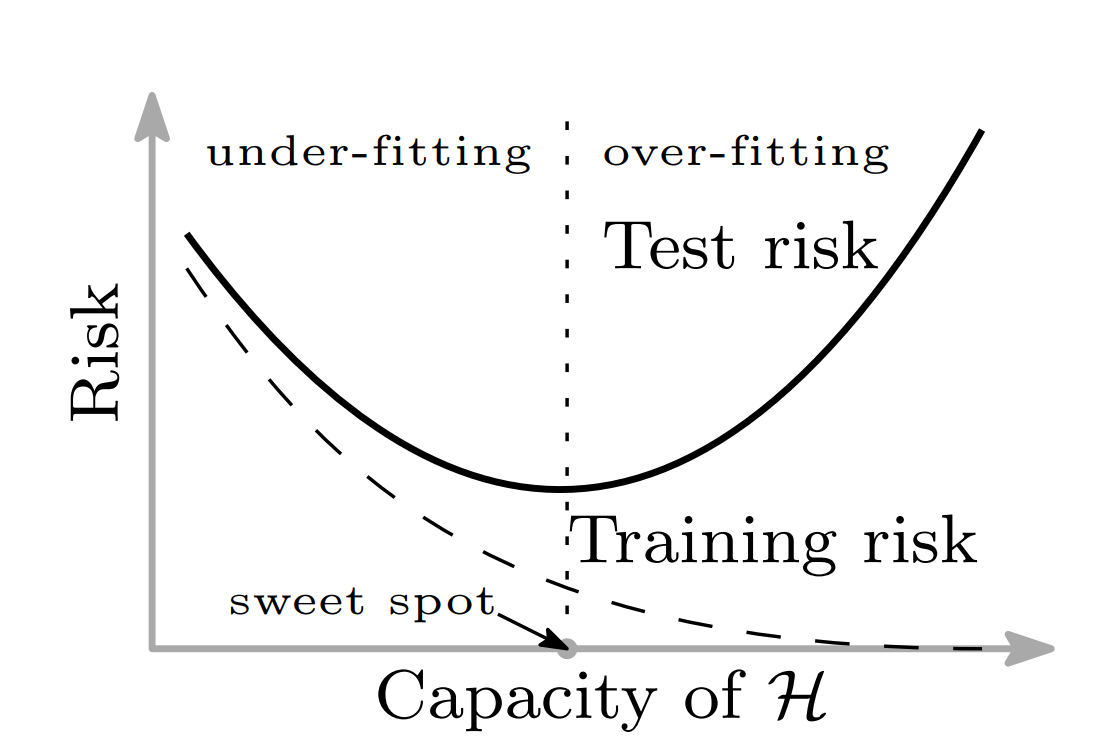 under-fitting
over-fitting
Test risk
Risk
Training risk
sweet spot
Capacity of ℋ